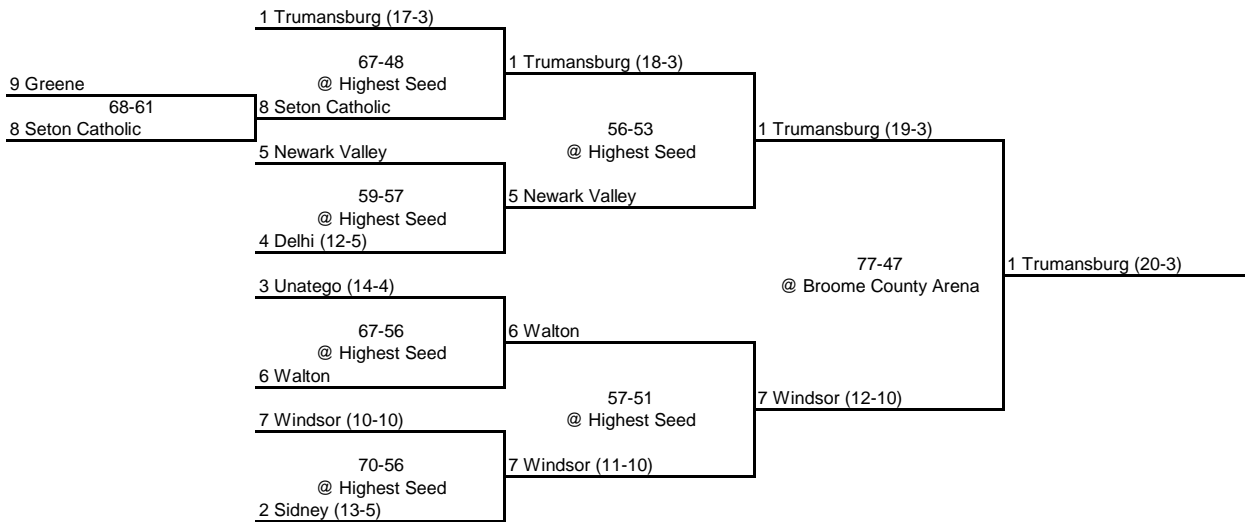 1 Trumansburg (17-3)
67-48
@ Highest Seed
1 Trumansburg (18-3)
9 Greene
68-61
8 Seton Catholic
8 Seton Catholic
56-53
@ Highest Seed
1 Trumansburg (19-3)
5 Newark Valley
59-57
@ Highest Seed
5 Newark Valley
4 Delhi (12-5)
77-47
@ Broome County Arena
1 Trumansburg (20-3)
3 Unatego (14-4)
67-56
@ Highest Seed
6 Walton
6 Walton
57-51
@ Highest Seed
7 Windsor (12-10)
7 Windsor (10-10)
70-56
@ Highest Seed
7 Windsor (11-10)
2 Sidney (13-5)